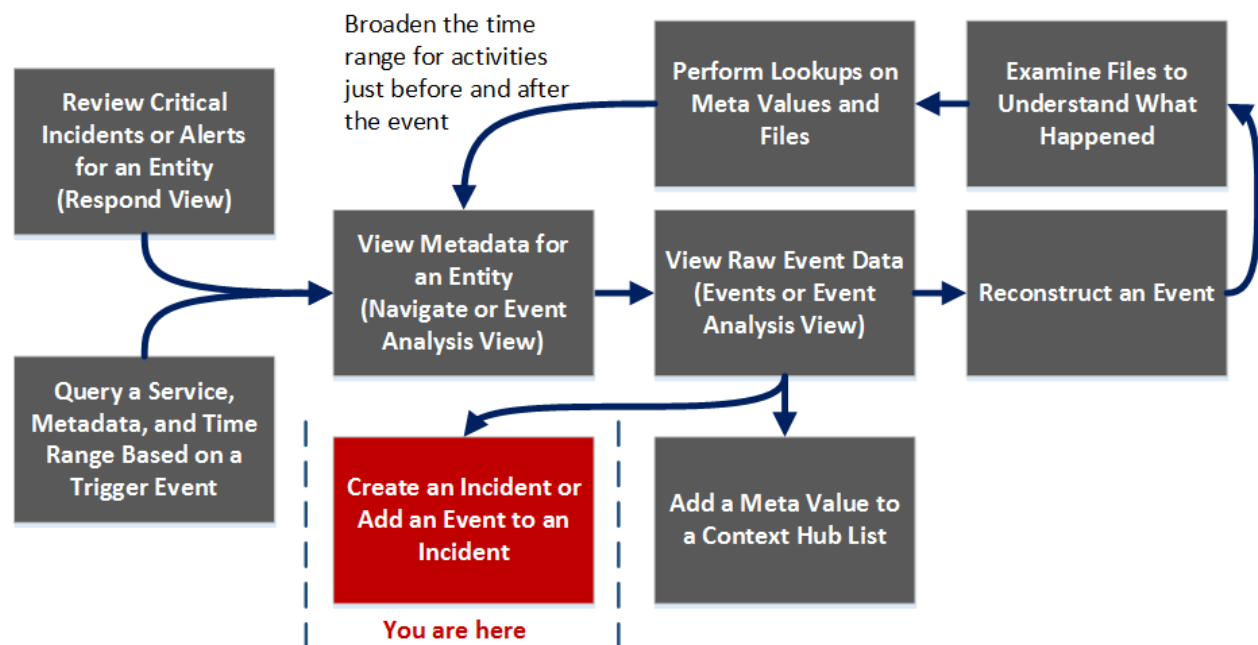 Broaden the time
range for activities
just before and after
the event
Review Critical
Incidents or Alerts
for an Entity
(Respond View)
Perform Lookups on
Meta Values and
Files
Examine Files to
Understand What
Happened
View Metadata for
an Entity
(Navigate or Event
Analysis View)
View Raw Event Data
(Events or Event
Analysis View)
Reconstruct an Event
Query a Service,
Metadata, and Time
Range Based on a
Trigger Event
Create an Incident or
Add an Event to an
Incident
Add a Meta Value to
a Context Hub List
You are here